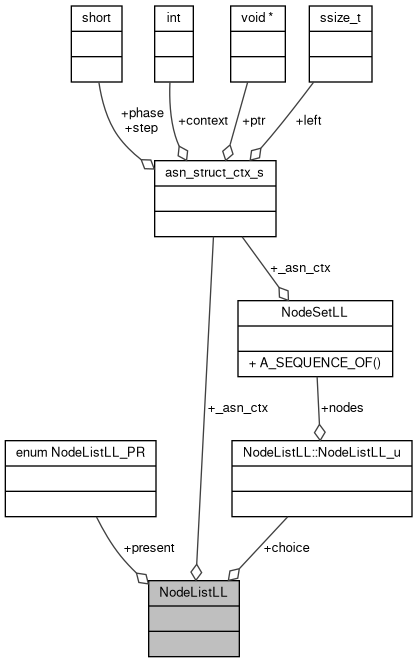 short
int
void *
ssize_t
+phase
+step
+context
+ptr
+left
asn_struct_ctx_s
+_asn_ctx
NodeSetLL
+ A_SEQUENCE_OF()
+_asn_ctx
+nodes
enum NodeListLL_PR
NodeListLL::NodeListLL_u
+present
+choice
NodeListLL